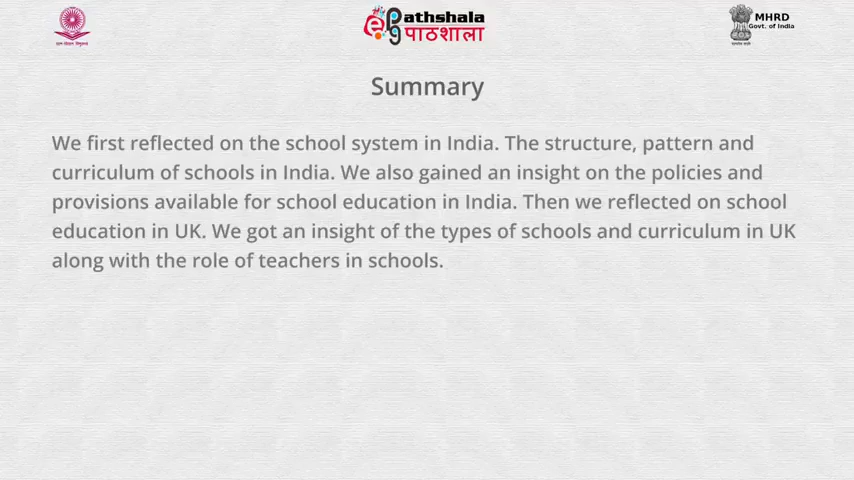 ePathshala
पाठशाला
MHRD
Govt. of India
Summary
We first reflected on the school system in India. The structure, pattern and
curriculum of schools in India. We also gained an insight on the policies and
provisions available for school education in India. Then we reflected on school
education in UK. We got an insight of the types of schools and curriculum in UK
along with the role of teachers in schools.